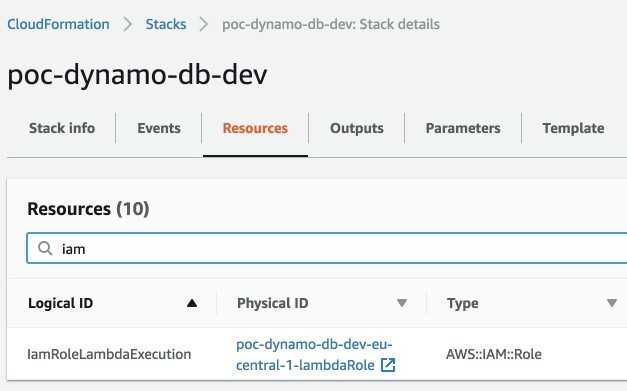 CloudFormation > Stacks > poc-dynamo-db-dev: Stack details
poc-dynamo-db-dev
Stack info Events Resources Outputs Parameters Template
Resources (10)
iam
Logical ID Physical ID Type
IamRoleLambdaExecution poc-dynamo-db-dev-eu- AWS::IAM::Role
central-1-lambdaRole